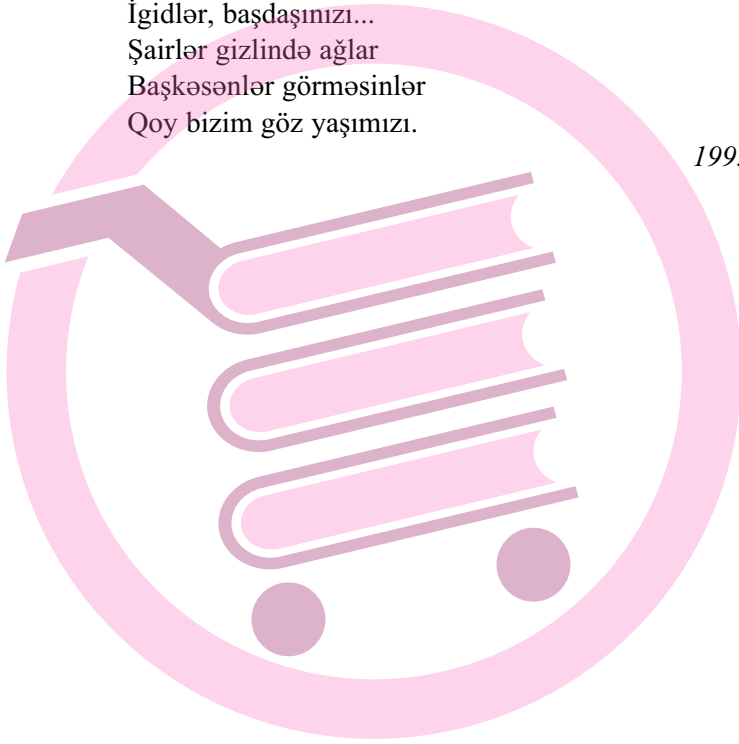 İgidlər, başdaşınızı...
Şairlər gizlində ağlar
Başkəsənlər görməsinlər
Qoy bizim göz yaşımızı.